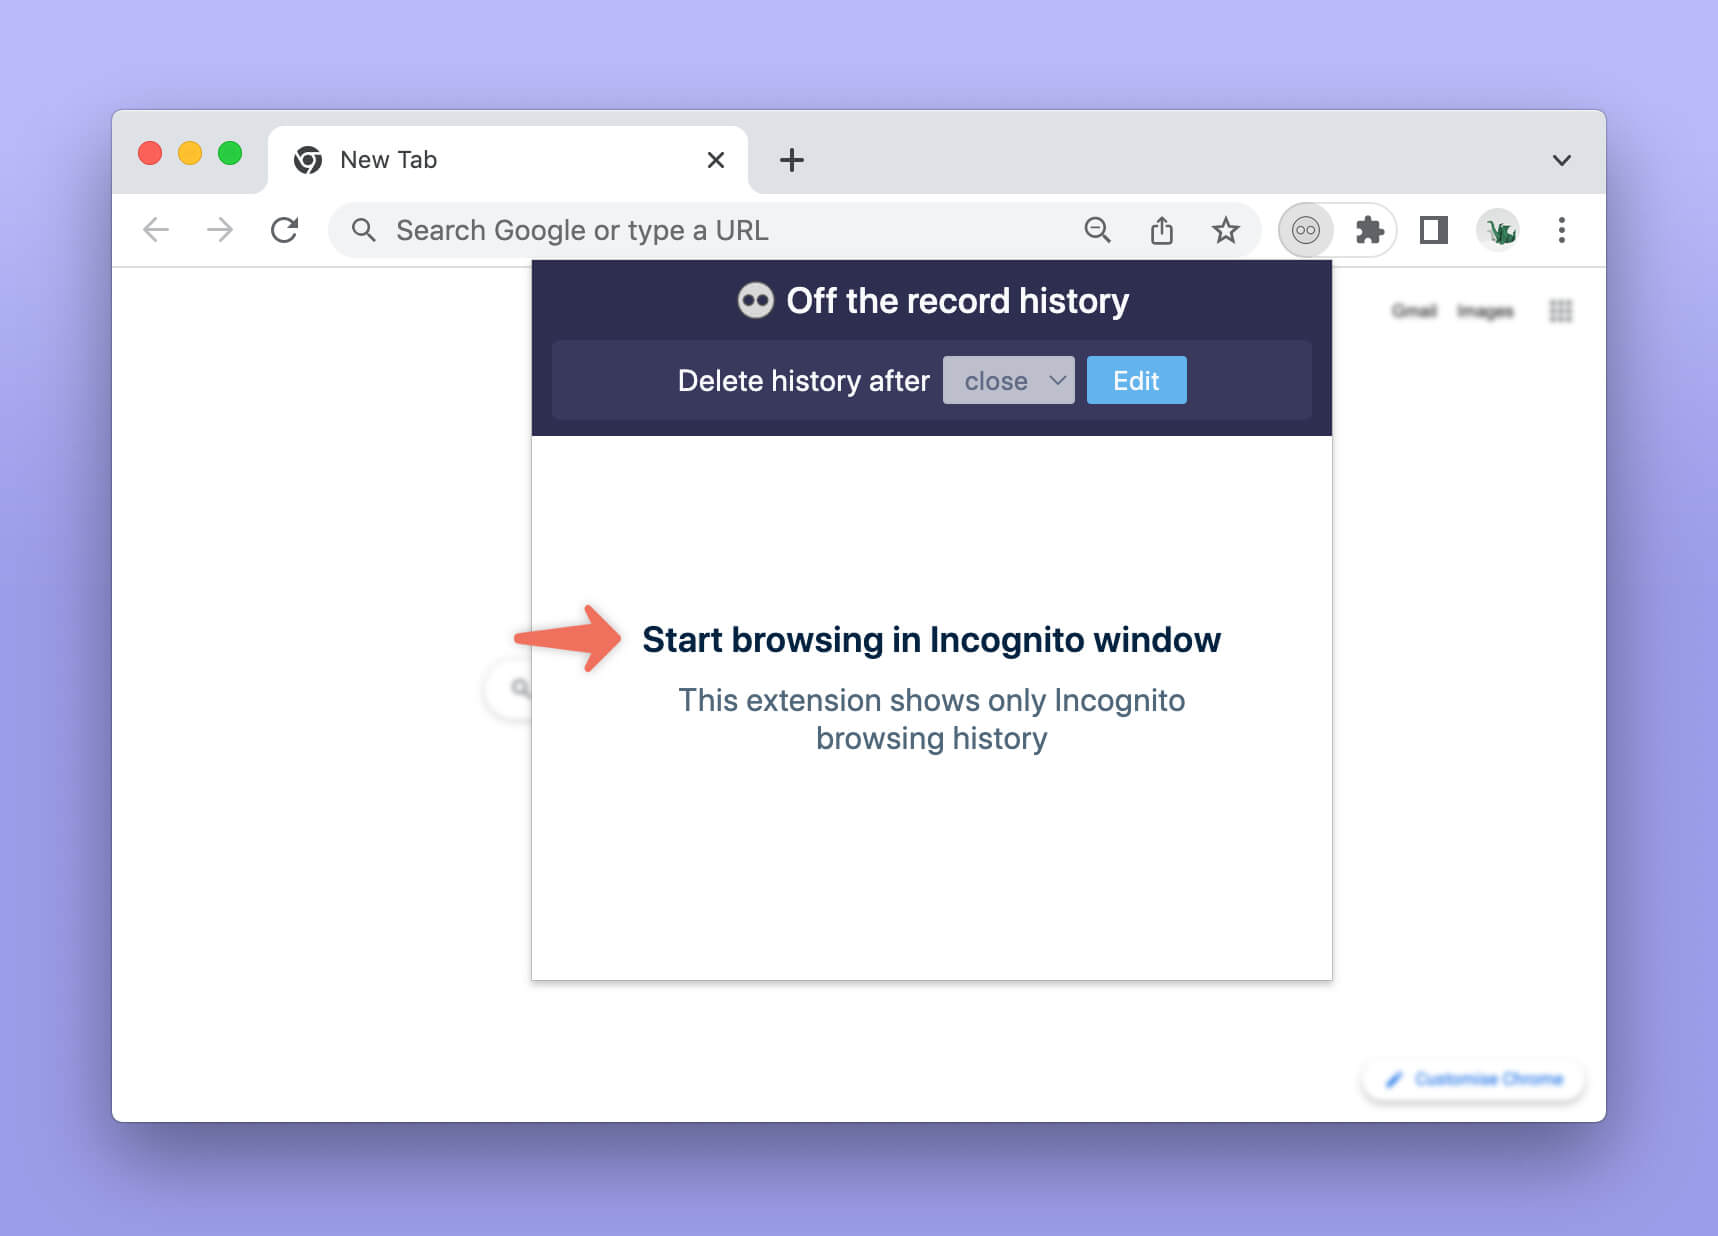 New Tab
Search Google or type a URL
Off the record history
Gmail Images
Delete history after close Edit
Start browsing in Incognito window
This extension shows only Incognito
browsing history
Customise Chrome